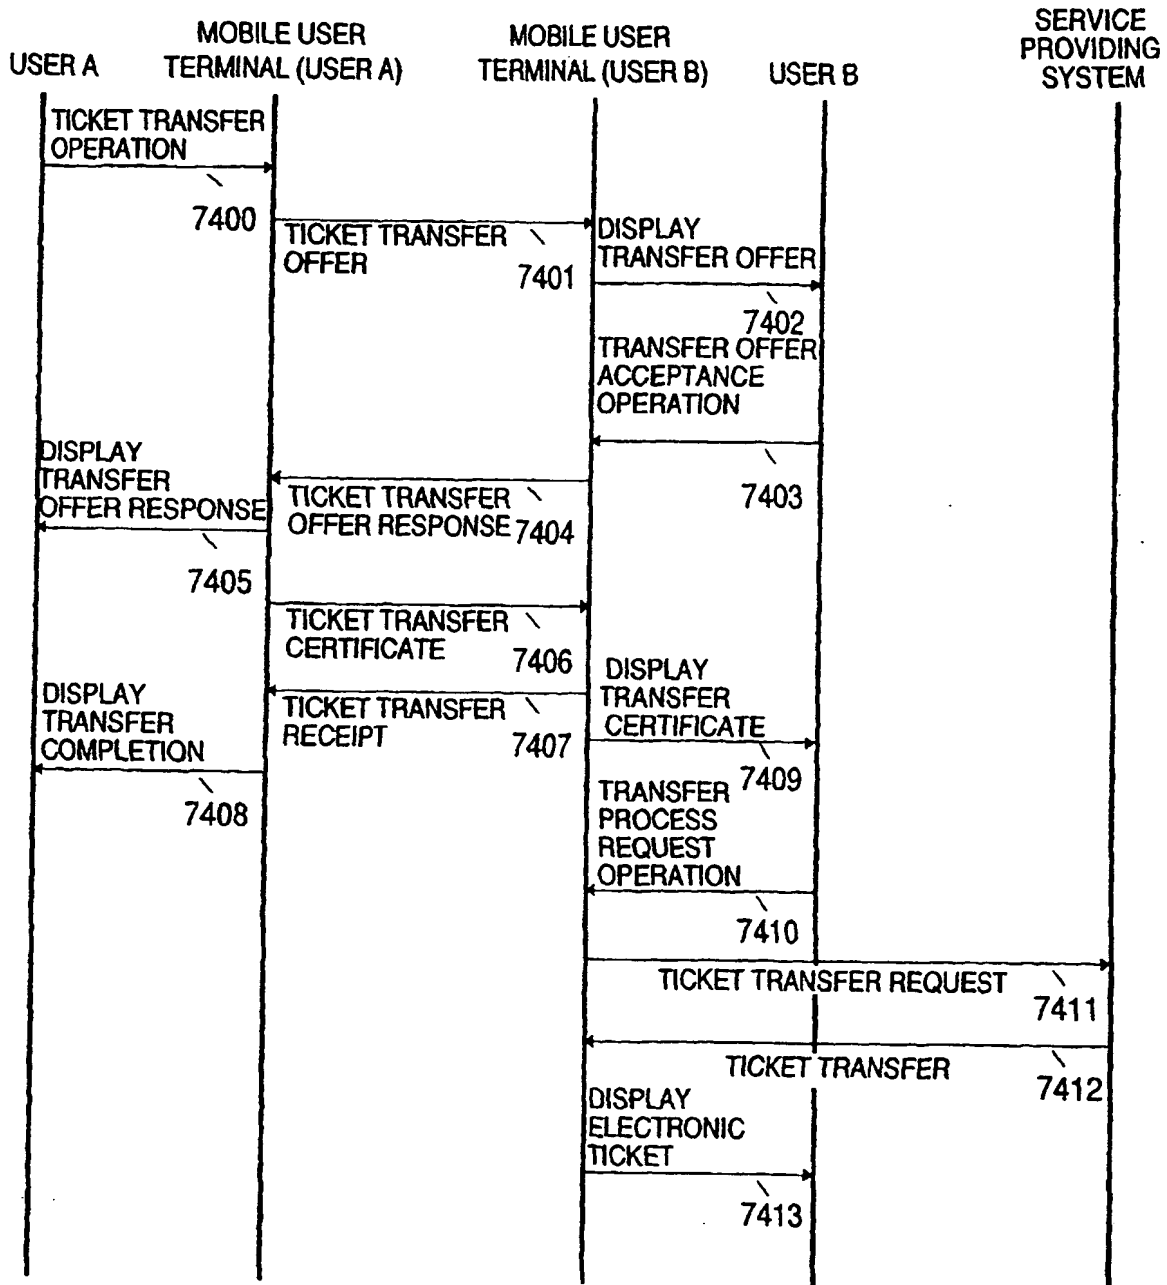 USER A
MOBILE USER
TERMINAL (USER A)
MOBILE USER
TERMINAL (USER B)
USER B
SERVICE
PROVIDING
SYSTEM
TICKET TRANSFER
OPERATION
7400
TICKET TRANSFER
OFFER
7401
DISPLAY
TRANSFER OFFER
7402
TRANSFER OFFER
ACCEPTANCE
OPERATION
7403
TICKET TRANSFER
OFFER RESPONSE
7404
DISPLAY
TRANSFER
OFFER RESPONSE
7405
TICKET TRANSFER
CERTIFICATE
7406
TICKET TRANSFER
RECEIPT
7407
DISPLAY
TRANSFER
COMPLETION
7408
DISPLAY
TRANSFER
CERTIFICATE
7409
TRANSFER
PROCESS
REQUEST
OPERATION
7410
TICKET TRANSFER REQUEST
7411
TICKET TRANSFER
7412
DISPLAY
ELECTRONIC
TICKET
7413